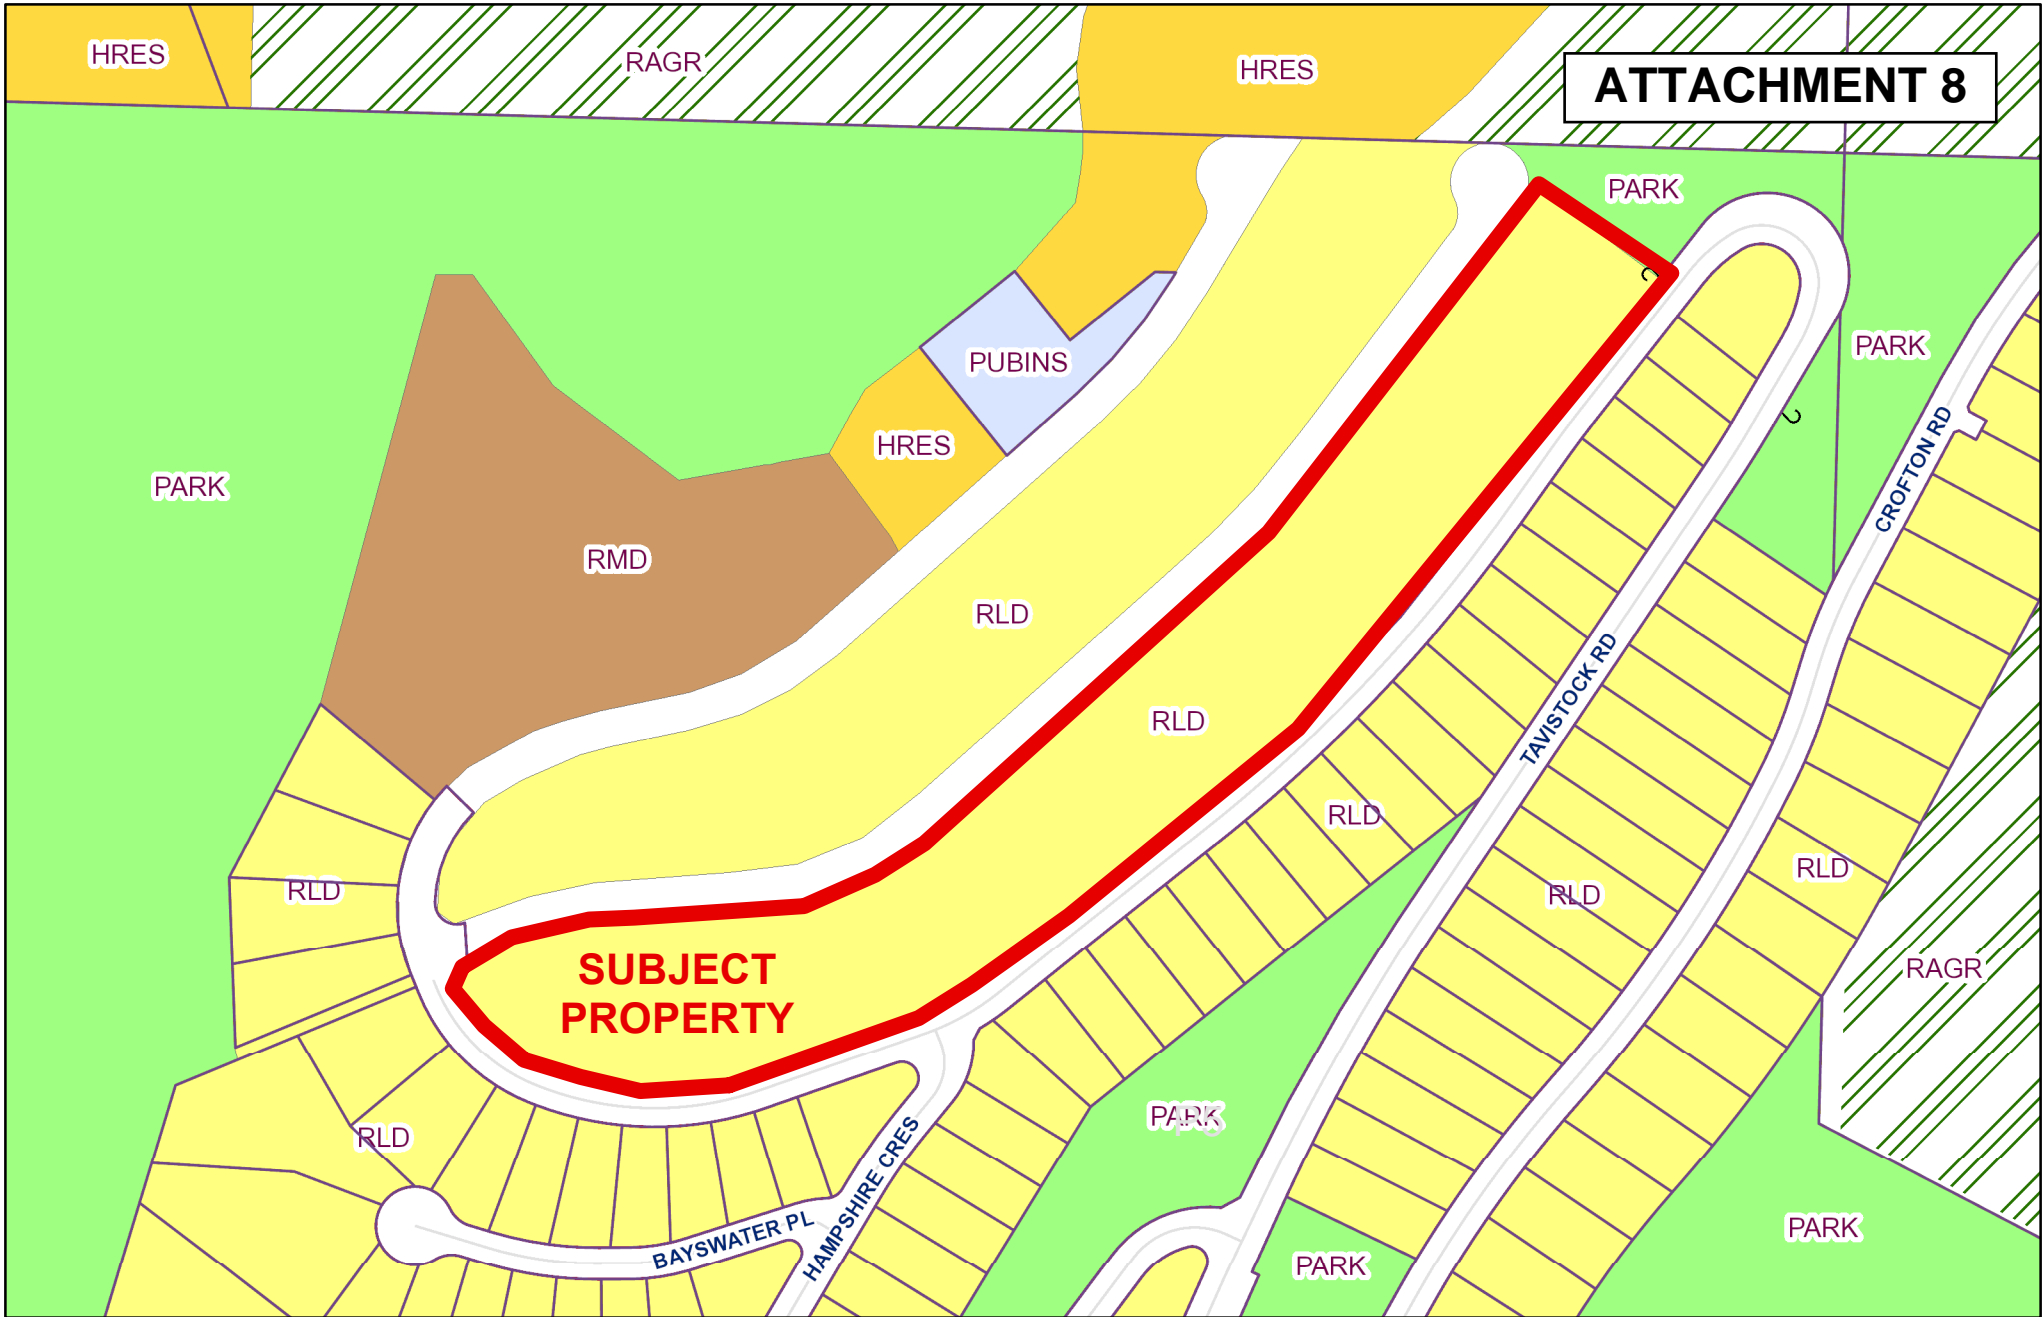 HRES
RAGR
HRES
ATTACHMENT 8
PARK
PARK
PUBINS
HRES
CROFTON RD
PARK
RMD
RLD
TAVISTOCK RD
RLD
RLD
RLD
RLD
RLD
SUBJECT
PROPERTY
RAGR
PARK
RLD
HAMPSHIRE CRES
BAYSWATER PL
PARK
PARK